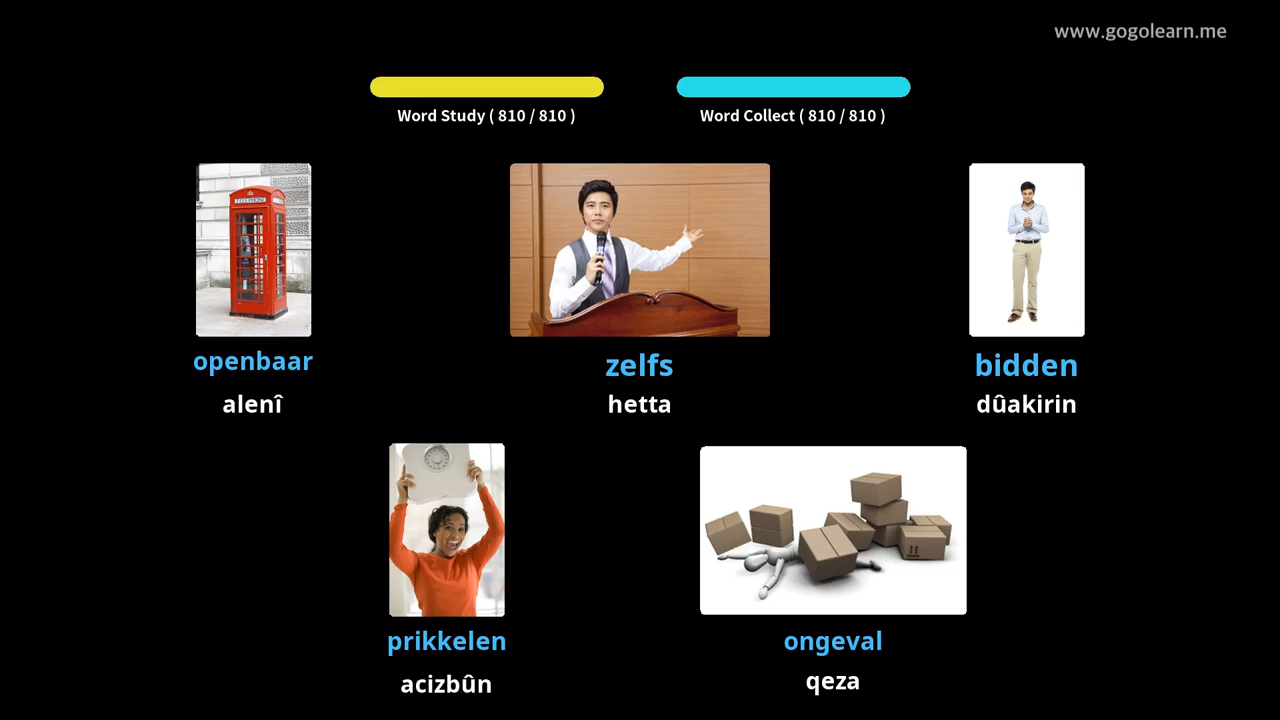 www.gogolearn.me
Word Study ( 810 / 810 )
Word Collect ( 810 / 810 )
TELEPHONE
openbaar
zelfs
bidden
alenî
hetta
dûakirin
prikkelen
ongeval
acizbûn
qeza